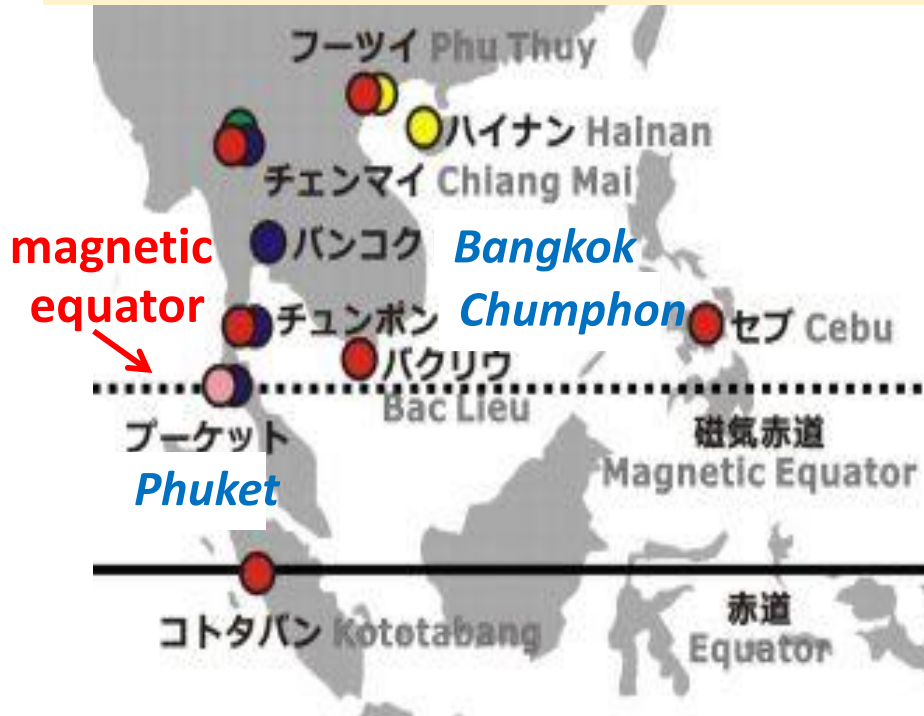 フーツイ Phu Thuy
ハイナン Hainan
チェンマイ Chiang Mai
magnetic
equator
バンコク Bangkok
チュンポン Chumphon
セブ Cebu
バクリウ
Bac Lieu
プーケット
Phuket
磁気赤道
Magnetic Equator
コトタバン Kototabang
赤道
Equator